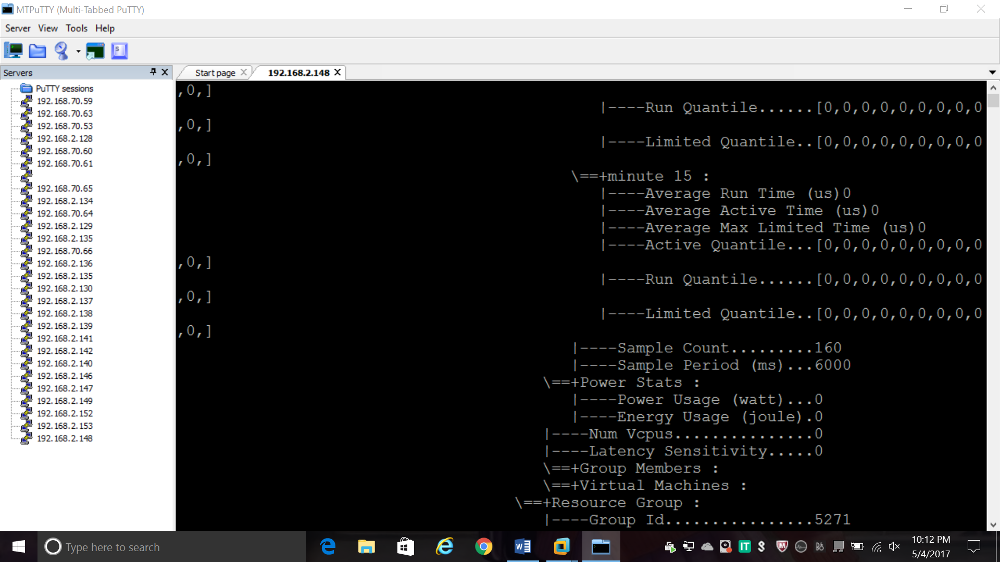 MTPuTTY (Multi-Tabbed PuTTY)
Server View Tools Help
Servers
Start page
192.168.2.148
PuTTY sessions
192.168.70.59
192.168.70.63
192.168.70.53
192.168.2.128
192.168.70.60
192.168.70.61
192.168.70.65
192.168.2.134
192.168.70.64
192.168.2.129
192.168.2.135
192.168.70.66
192.168.2.136
192.168.2.135
192.168.2.130
192.168.2.137
192.168.2.138
192.168.2.139
192.168.2.141
192.168.2.142
192.168.2.140
192.168.2.146
192.168.2.147
192.168.2.149
192.168.2.152
192.168.2.153
192.168.2.148
,0,]
|----Run Quantile......[0,0,0,0,0,0,0,0,0
,0,]
|----Limited Quantile..[0,0,0,0,0,0,0,0,0
,0,]
\==+minute 15 :
|----Average Run Time (us)0
|----Average Active Time (us)0
|----Average Max Limited Time (us)0
|----Active Quantile...[0,0,0,0,0,0,0,0,0
,0,]
|----Run Quantile......[0,0,0,0,0,0,0,0,0
,0,]
|----Limited Quantile..[0,0,0,0,0,0,0,0,0
,0,]
|----Sample Count.........160
|----Sample Period (ms)...6000
\==+Power Stats :
|----Power Usage (watt)...0
|----Energy Usage (joule).0
|----Num Vcpus...............0
|----Latency Sensitivity.....0
\==+Group Members :
\==+Virtual Machines :
\==+Resource Group :
|----Group Id................5271
Type here to search
10:12 PM
5/4/2017